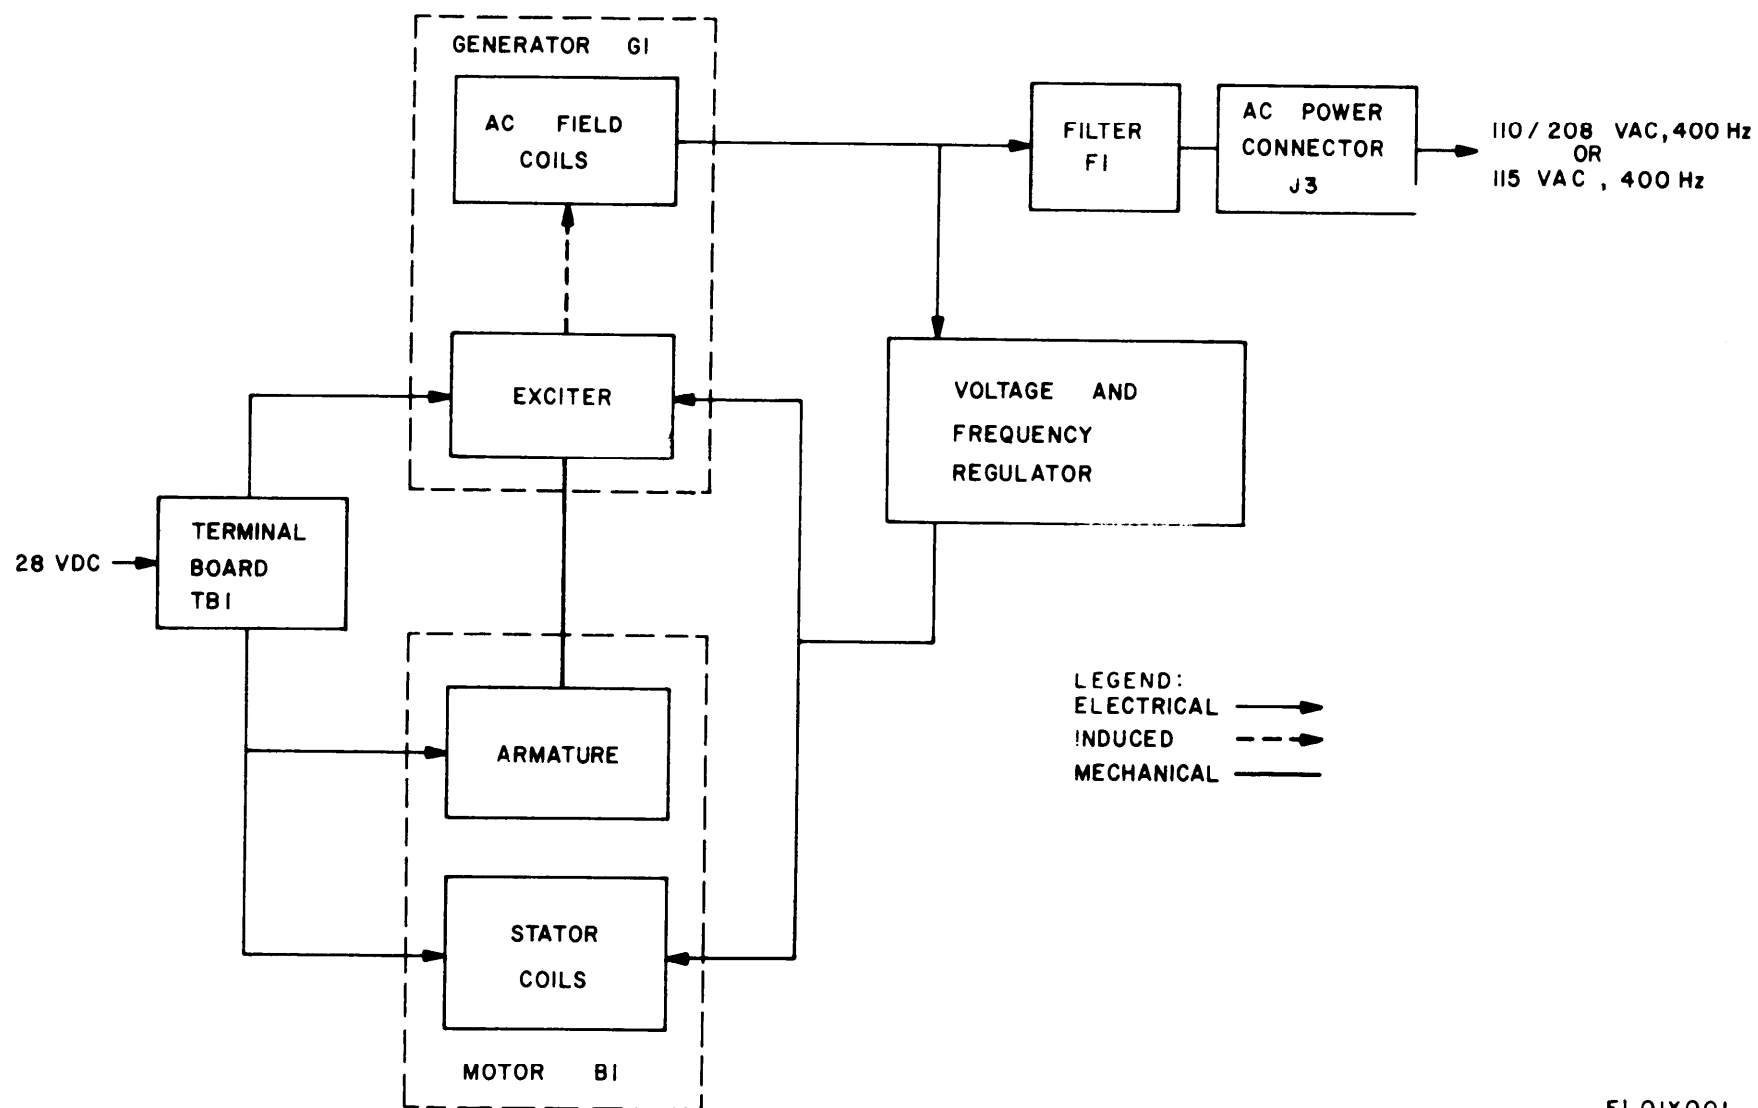 GENERATOR G1
AC FIELD
COILS
FILTER
F1
AC POWER
CONNECTOR
J3
110/208 VAC, 400 Hz
OR
115 VAC, 400 Hz
EXCITER
VOLTAGE AND
FREQUENCY
REGULATOR
28 VDC
TERMINAL
BOARD
TB1
ARMATURE
STATOR
COILS
MOTOR B1
LEGEND:
ELECTRICAL
INDUCED
MECHANICAL